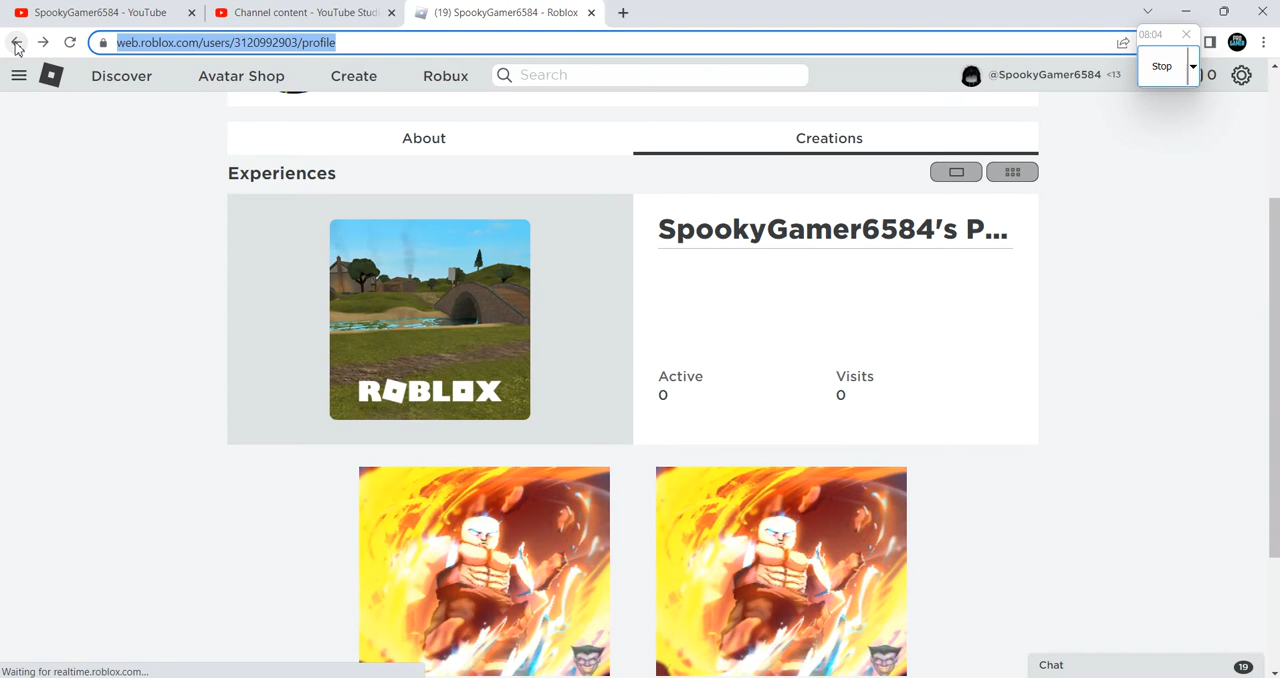 SpookyGamer6584 - YouTube
Channel content - YouTube Studi
(19) SpookyGamer6584 - Roblox
web.roblox.com/users/3120992903/profile
08:04
Stop
Discover
Avatar Shop
Create
Robux
Search
@SpookyGamer6584 <13
0
About
Creations
Experiences
SpookyGamer6584's P...
Active
Visits
0
0
ROBLOX
Waiting for realtime.roblox.com...
Chat
19